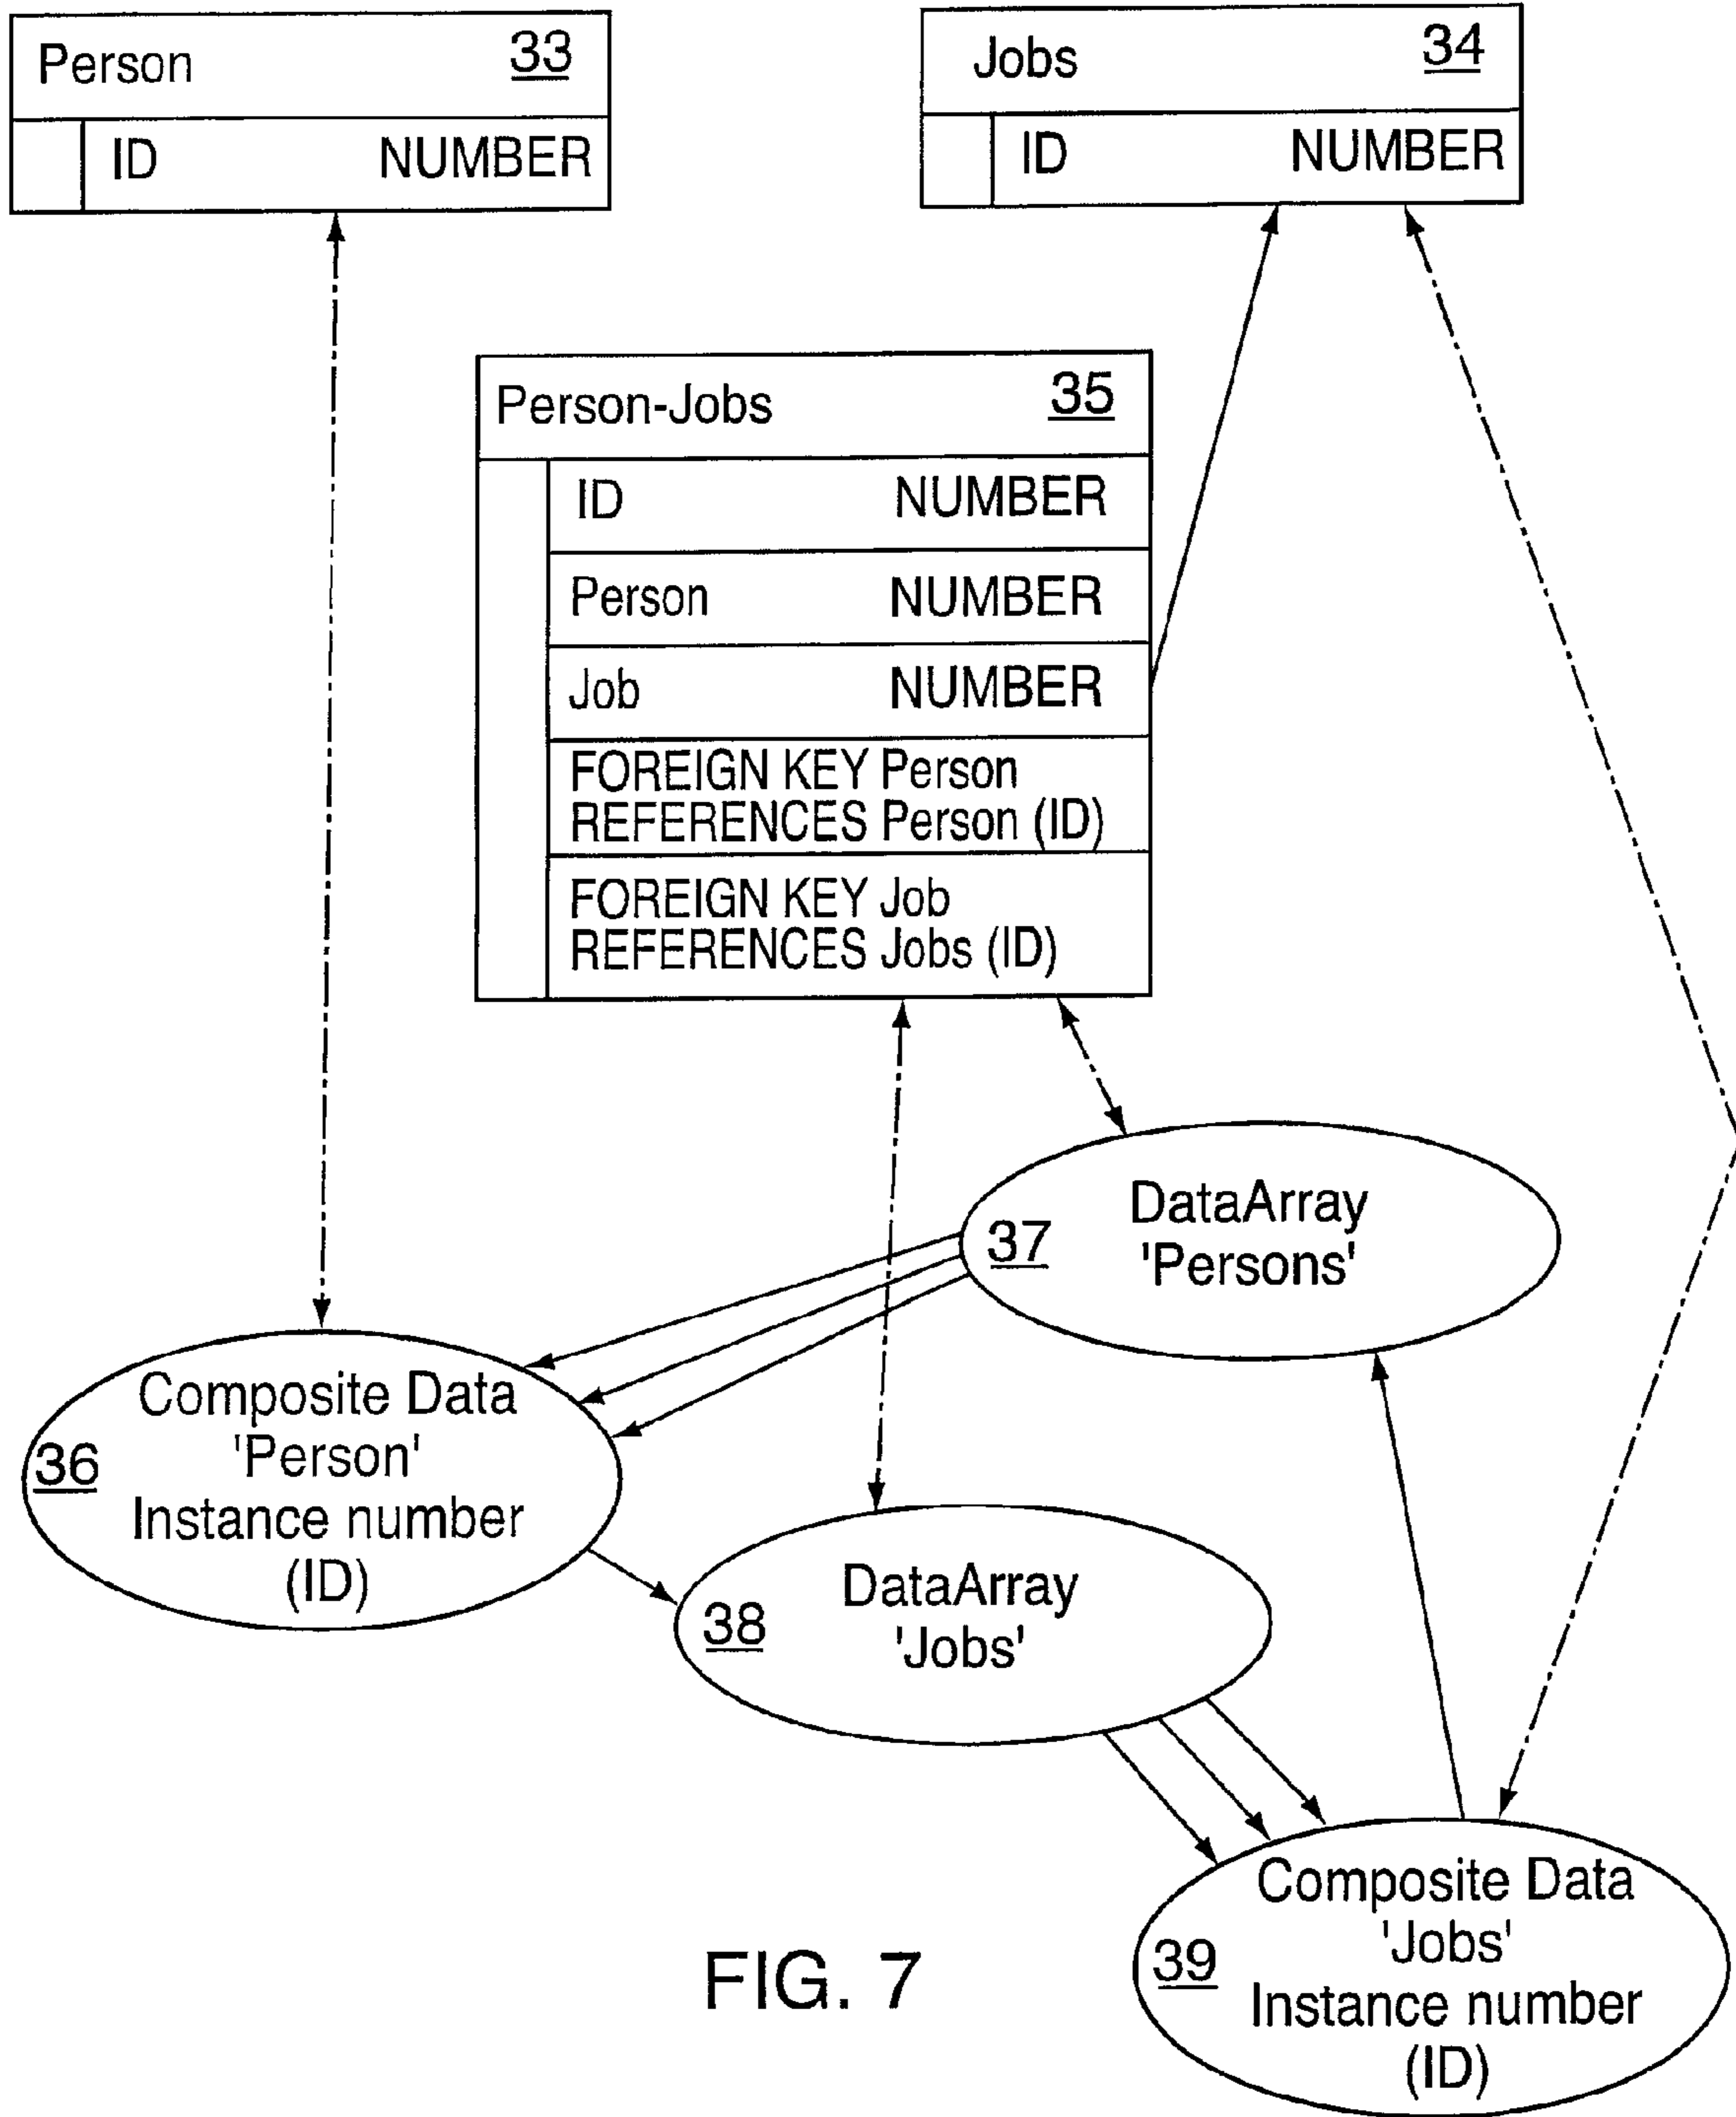 Person 33
ID NUMBER
Jobs 34
ID NUMBER
Person-Jobs 35
ID NUMBER
Person NUMBER
Job NUMBER
FOREIGN KEY Person
REFERENCES Person (ID)
FOREIGN KEY Job
REFERENCES Jobs (ID)
37 DataArray
'Persons'
36 Composite Data
'Person'
Instance number
(ID)
38 DataArray
'Jobs'
39 Composite Data
'Jobs'
Instance number
(ID)
FIG. 7